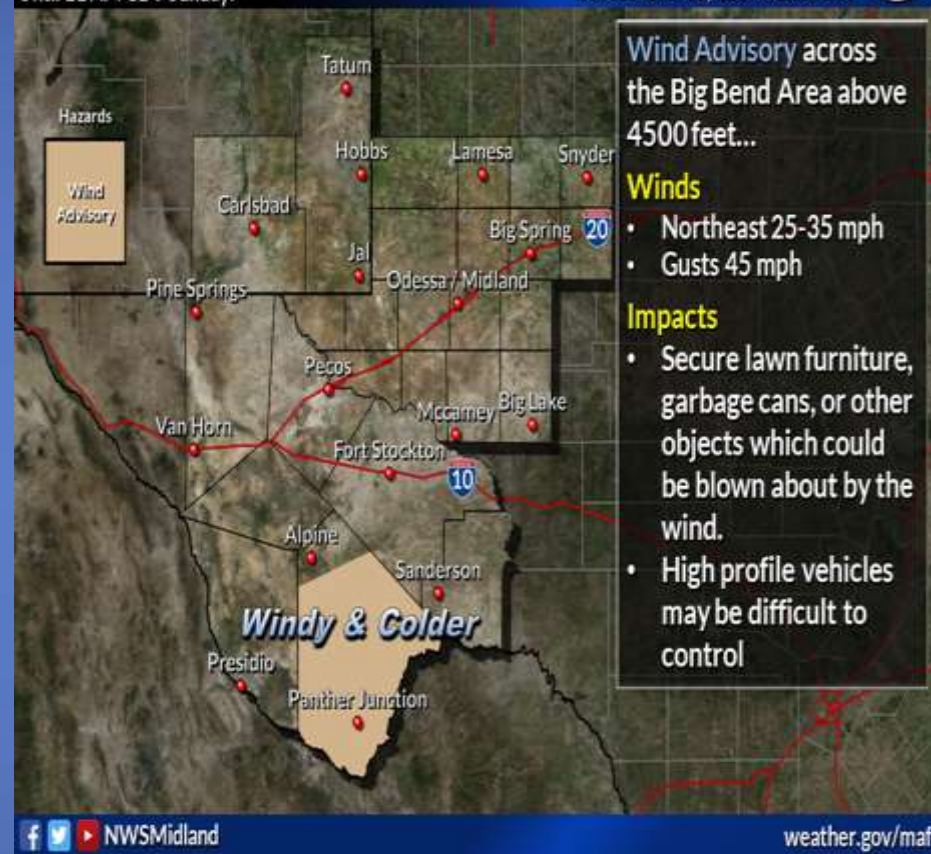 Hazards
Wind
Advisory
Tatum
Hobbs
Lamesa
Snyder
Carlsbad
Big Spring
20
Jal
Odessa / Midland
Pine Springs
Pecos
Mccamey
Big Lake
Van Horn
Fort Stockton
10
Alpine
Sanderson
Windy & Colder
Presidio
Panther Junction
Wind Advisory across
the Big Bend Area above
4500 feet...
Winds
• Northeast 25-35 mph
• Gusts 45 mph
Impacts
• Secure lawn furniture,
garbage cans, or other
objects which could
be blown about by the
wind.
• High profile vehicles
may be difficult to
control
NWSMidland
weather.gov/maf